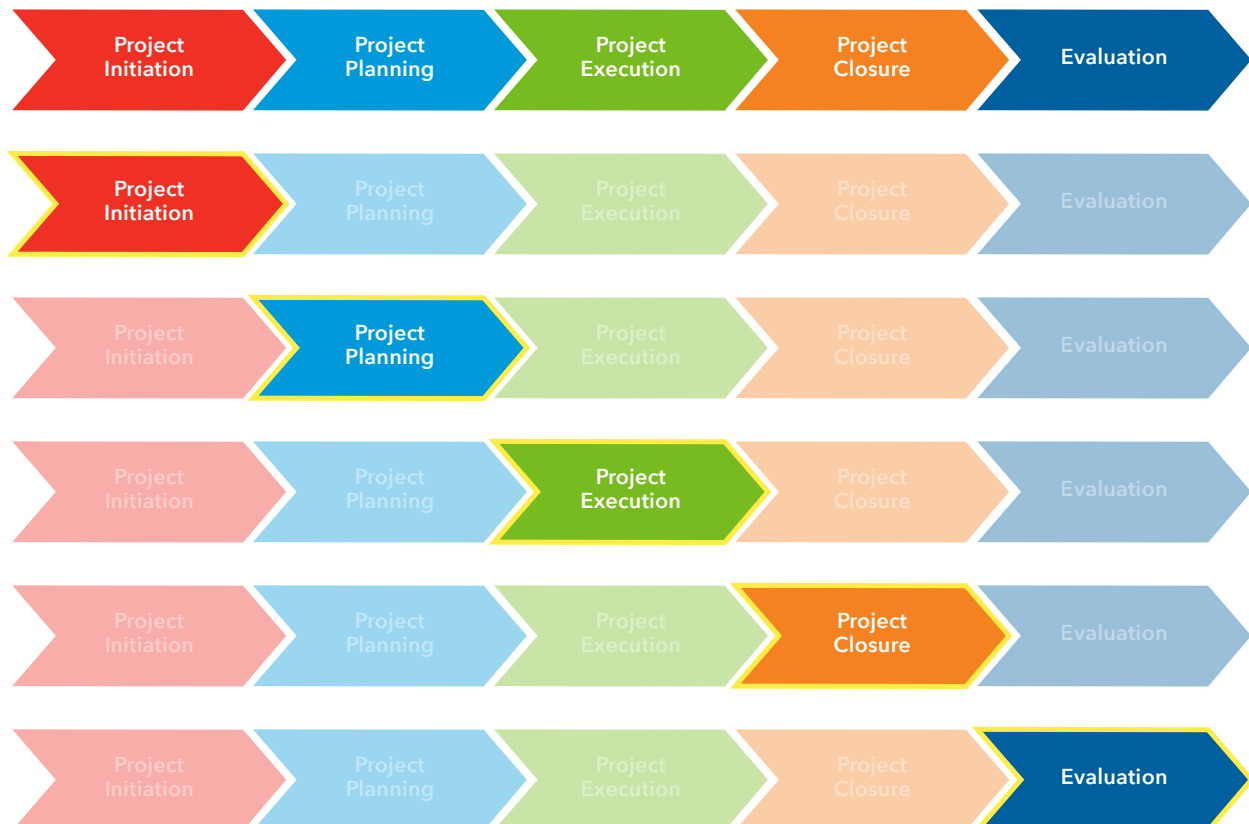 Project
Initiation
Project
Planning
Project
Execution
Project
Closure
Evaluation
Project
Initiation
Project
Planning
Project
Execution
Project
Closure
Evaluation
Project
Initiation
Project
Planning
Project
Execution
Project
Closure
Evaluation
Project
Initiation
Project
Planning
Project
Execution
Project
Closure
Evaluation
Project
Initiation
Project
Planning
Project
Execution
Project
Closure
Evaluation
Project
Initiation
Project
Planning
Project
Execution
Project
Closure
Evaluation